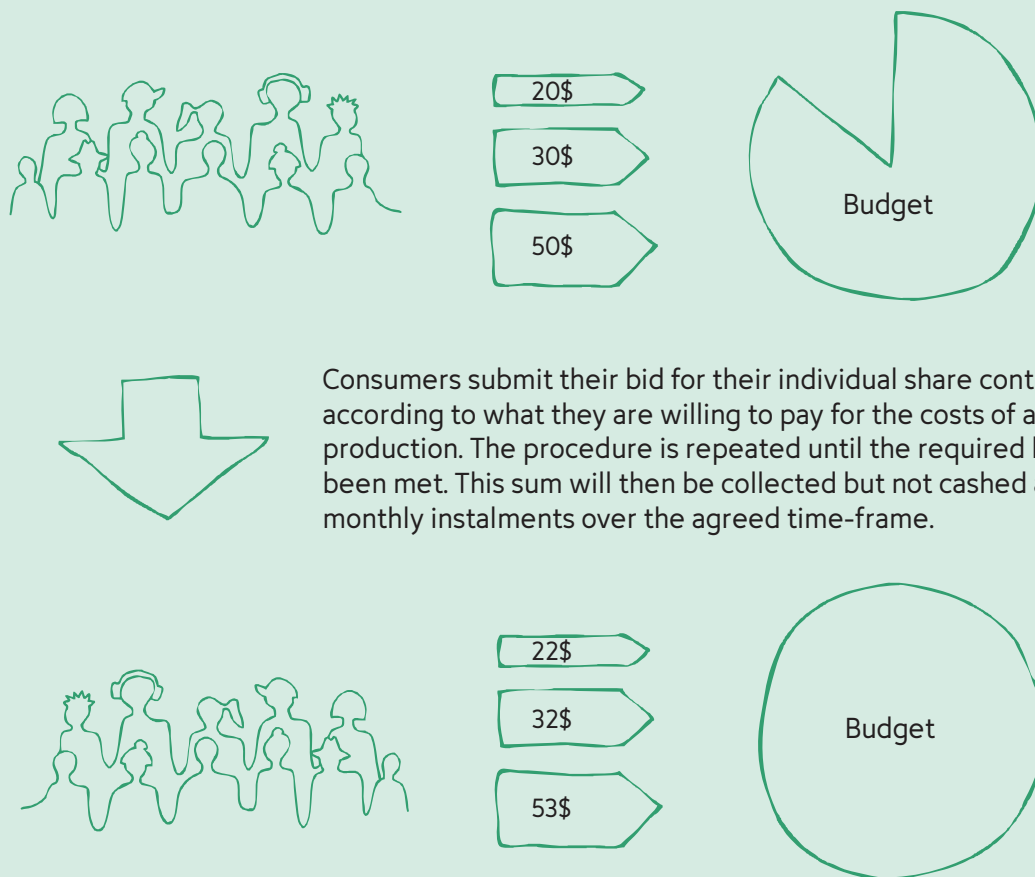 20$
30$
50$
Budget
Consumers submit their bid for their individual share cont
according to what they are willing to pay for the costs of a
production. The procedure is repeated until the required
been met. This sum will then be collected but not cashed
monthly instalments over the agreed time-frame.
22$
32$
53$
Budget